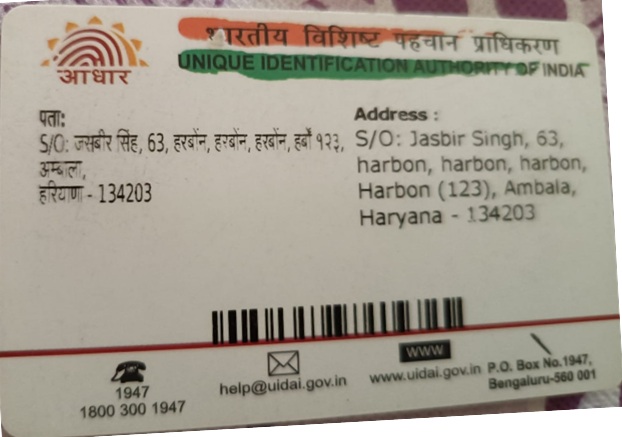 भारतीय विशिष्ट पहचान प्राधिकरण
UNIQUE IDENTIFICATION AUTHORITY OF INDIA
आधार
पता:
S/O: जसबीर सिंह, 63, हरबोंन, हरबोंन, हरबोंन, हर्बों १२३,
अम्बाला,
हरियाणा - 134203
Address :
S/O: Jasbir Singh, 63,
harbon, harbon, harbon,
Harbon (123), Ambala,
Haryana - 134203
1947
1800 300 1947
help@uidai.gov.in
WWW
www.uidai.gov.in
P.O. Box No.1947,
Bengaluru-560 001